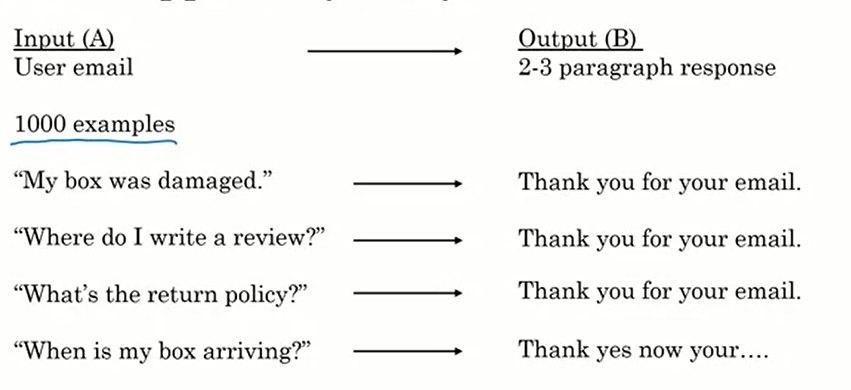 Input (A) Output (B)
User email 2-3 paragraph response
1000 examples
“My box was damaged.” Thank you for your email.
“Where do I write a review?” Thank you for your email.
“What’s the return policy?” Thank you for your email.
“When is my box arriving?” Thank yes now your....